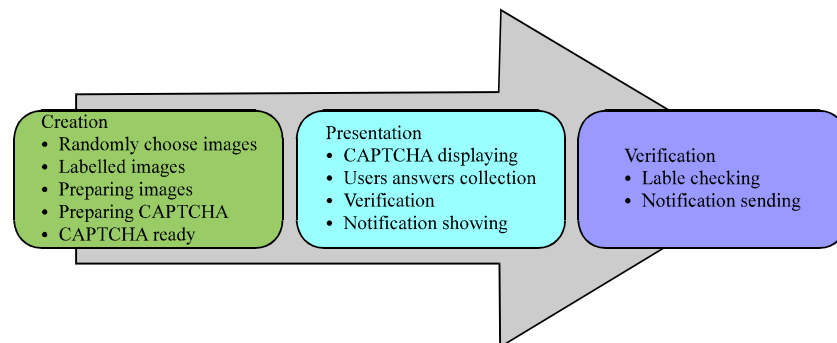 Creation
• Randomly choose images
• Labelled images
• Preparing images
• Preparing CAPTCHA
• CAPTCHA ready
Presentation
• CAPTCHA displaying
• Users answers collection
• Verification
• Notification showing
Verification
• Lable checking
• Notification sending